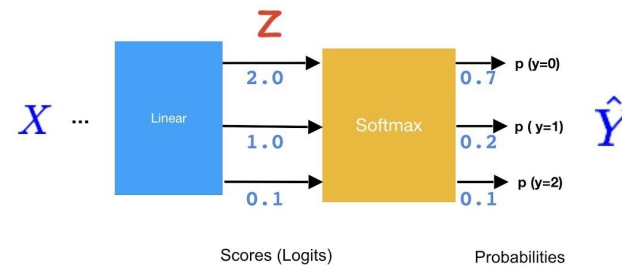 Z
2.0 0.7 p (y=0)
X ... Linear 1.0 Softmax 0.2 p ( y=1) Ŷ
0.1 0.1 p (y=2)
Scores (Logits) Probabilities